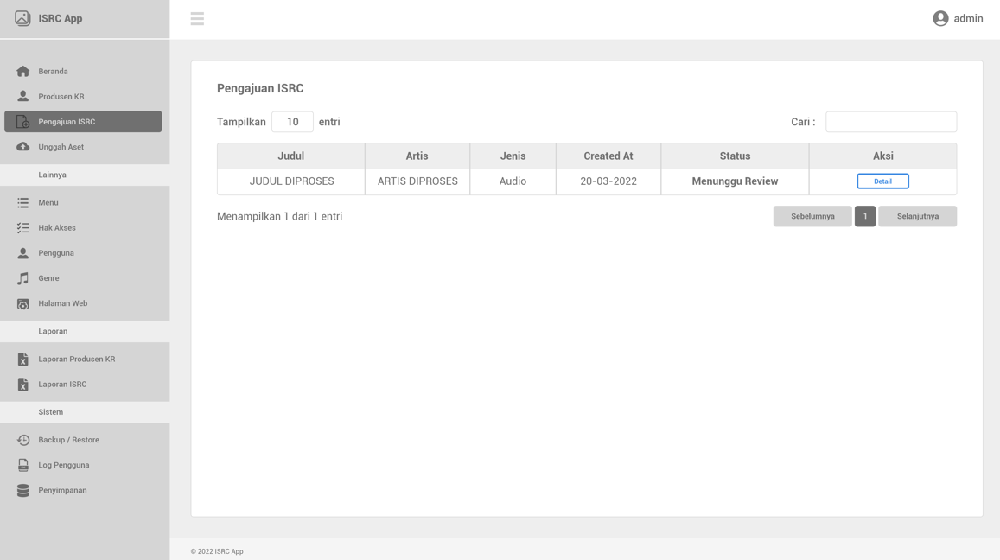 ISRC App
admin
Beranda
Produsen KR
Pengajuan ISRC
Unggah Aset
Lainnya
Menu
Hak Akses
Pengguna
Genre
Halaman Web
Laporan
Laporan Produsen KR
Laporan ISRC
Sistem
Backup / Restore
Log Pengguna
Penyimpanan
Pengajuan ISRC
Tampilkan 10 entri Cari :
Judul Artis Jenis Created At Status Aksi
JUDUL DIPROSES ARTIS DIPROSES Audio 20-03-2022 Menunggu Review Detail
Menampilkan 1 dari 1 entri Sebelumnya 1 Selanjutnya
© 2022 ISRC App